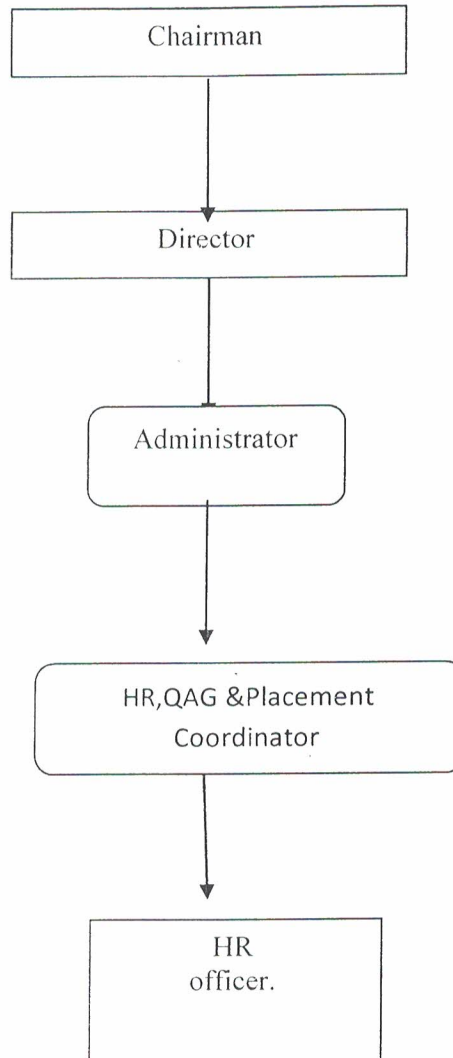 Chairman
Director
Administrator
HR,QAG &Placement
Coordinator
HR
officer.